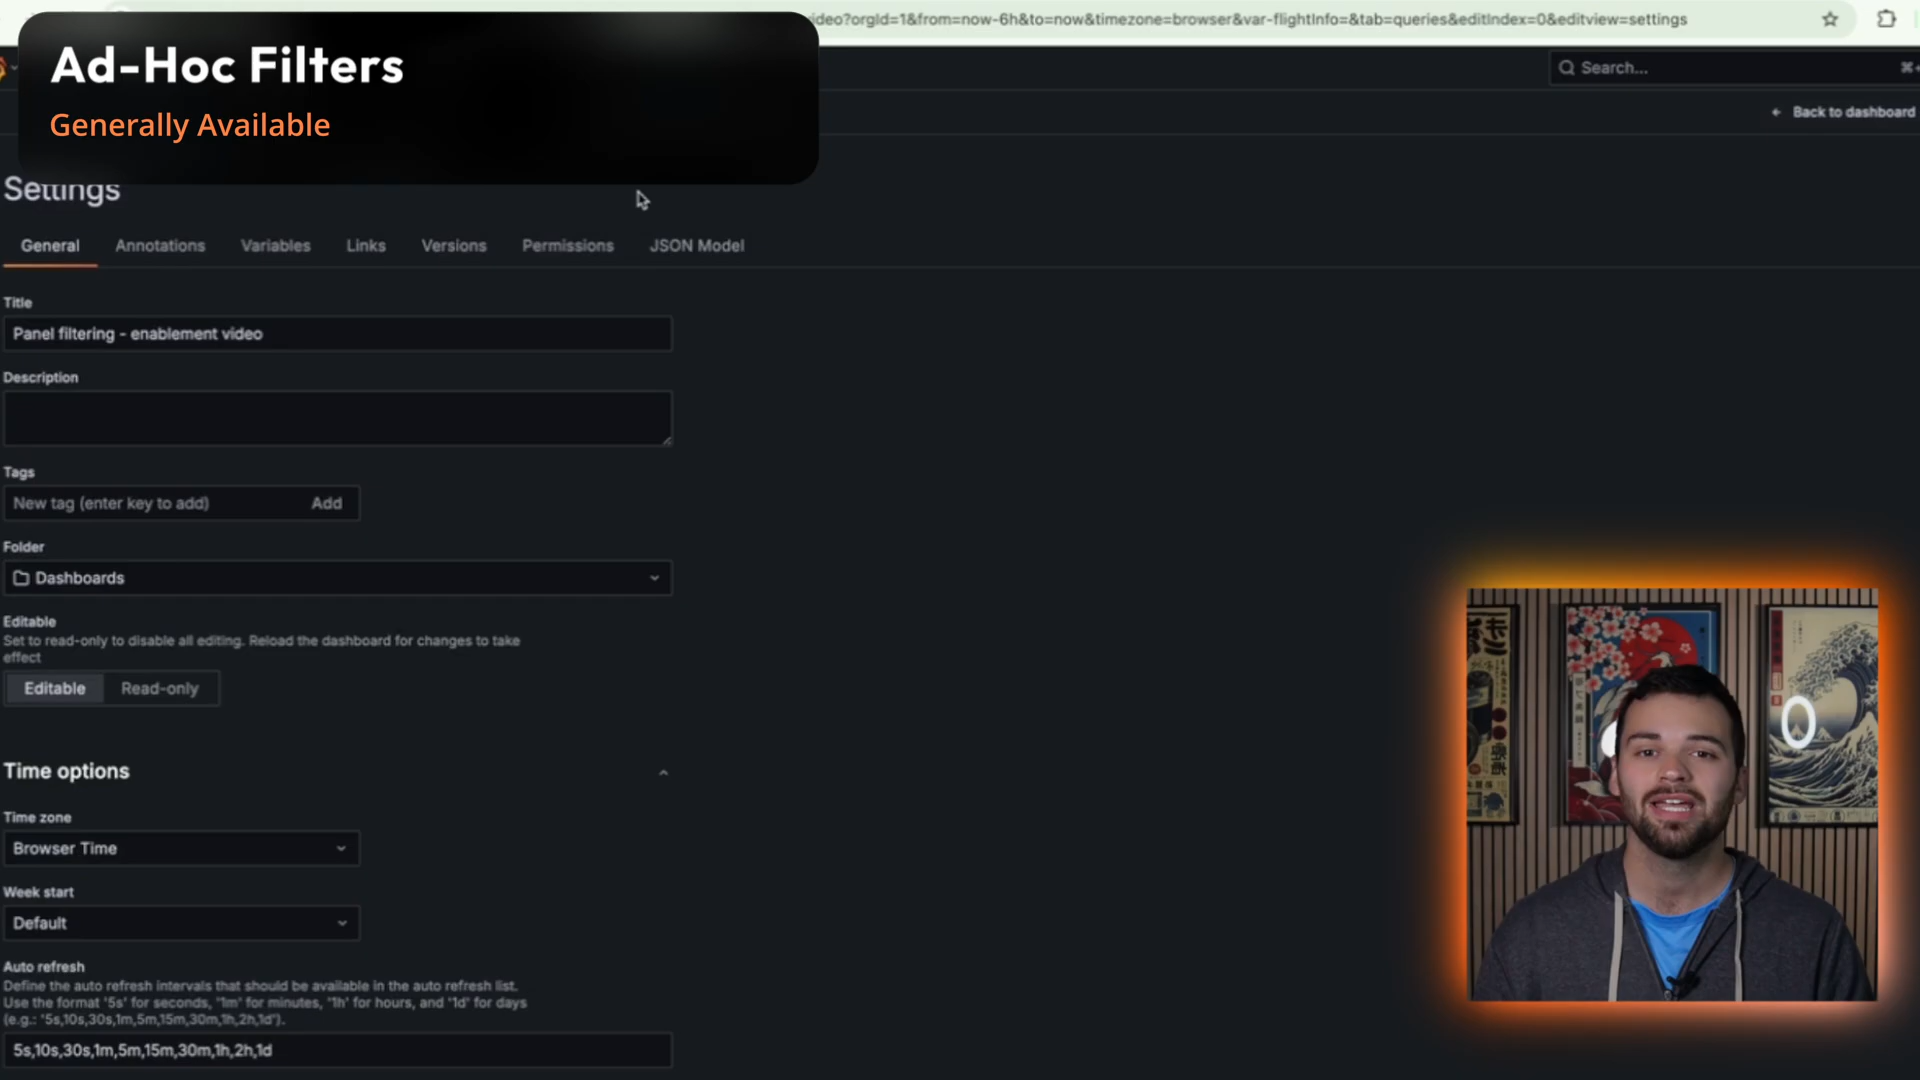 ideo?orgId=1&from=now-6h&to=now&timezone=browser&var-flightInfo=&tab=queries&editIndex=0&editview=settings
Ad-Hoc Filters
Generally Available
Search...
Back to dashboard
Settings
General Annotations Variables Links Versions Permissions JSON Model
Title
Panel filtering - enablement video
Description
Tags
New tag (enter key to add) Add
Folder
Dashboards
Editable
Set to read-only to disable all editing. Reload the dashboard for changes to take
effect
Editable Read-only
Time options
Time zone
Browser Time
Week start
Default
Auto refresh
Define the auto refresh intervals that should be available in the auto refresh list.
Use the format '5s' for seconds, '1m' for minutes, '1h' for hours, and '1d' for days
(e.g.: '5s,10s,30s,1m,5m,15m,30m,1h,2h,1d').
5s,10s,30s,1m,5m,15m,30m,1h,2h,1d